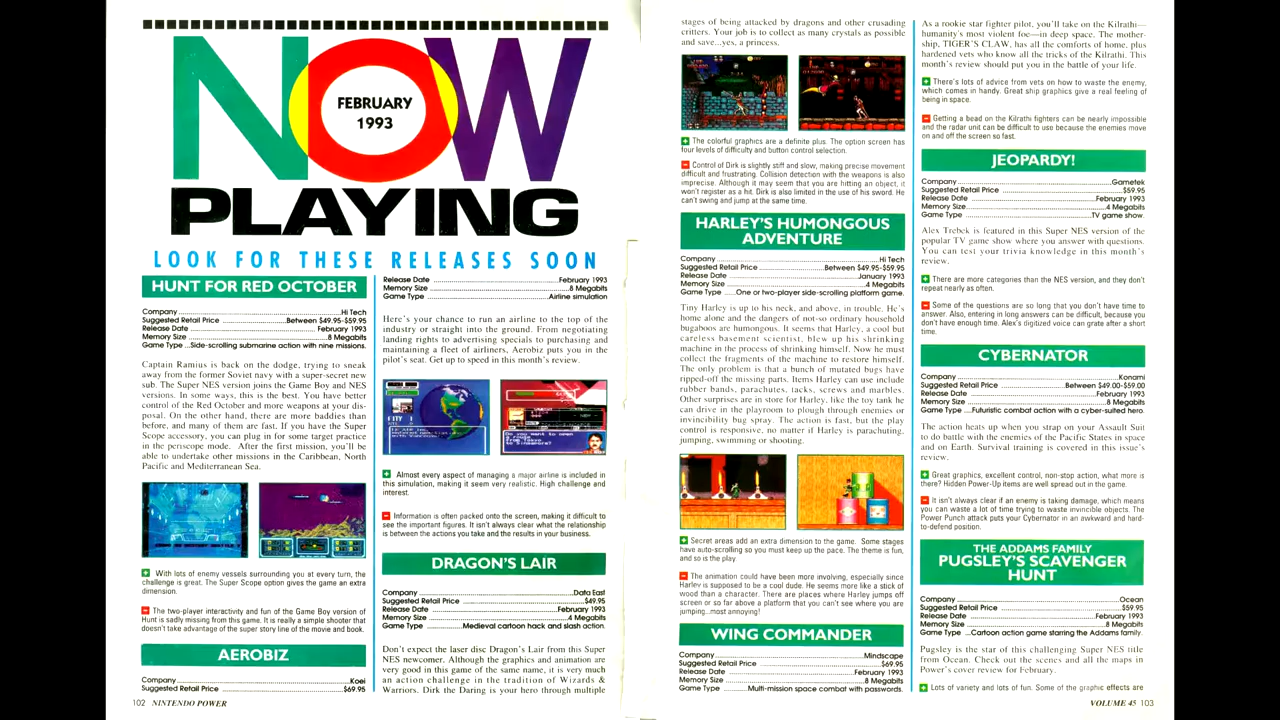 NOW
FEBRUARY
1993
PLAYING
LOOK FOR THESE RELEASES SOON
HUNT FOR RED OCTOBER
Company Hi Tech
Suggested Retail Price Between $49.95-$59.95
Release Date February 1993
Memory Size 8 Megabits
Game Type ...Side-scrolling submarine action with nine missions.
Captain Ramius is back on the dodge, trying to sneak
away from the former Soviet navy with a super-secret new
sub. The Super NES version joins the Game Boy and NES
versions. In some ways, this is the best. You have better
control of the Red October and more weapons at your dis-
posal. On the other hand, there are more baddies than
before, and many of them are fast. If you have the Super
Scope accessory, you can plug in for some target practice
in the periscope mode. After the first mission, you'll be
able to undertake other missions in the Caribbean, North
Pacific and Mediterranean Sea.
With lots of enemy vessels surrounding you at every turn, the
challenge is great. The Super Scope option gives the game an extra
dimension.
The two-player interactivity and fun of the Game Boy version of
Hunt is sadly missing from this game. It is really a simple shooter that
doesn't take advantage of the super story line of the movie and book.
AEROBIZ
Company Koei
Suggested Retail Price $69.95
102 NINTENDO POWER
Release Date February 1993
Memory Size 8 Megabits
Game Type Airline simulation
Here's your chance to run an airline to the top of the
industry or straight into the ground. From negotiating
landing rights to advertising specials to purchasing and
maintaining a fleet of airliners, Aerobiz puts you in the
pilot's seat. Get up to speed in this month's review.
Do you want to open
a route
from Tokyo
to Singapore?
Almost every aspect of managing a major airline is included in
this simulation, making it seem very realistic. High challenge and
interest.
Information is often packed onto the screen, making it difficult to
see the important figures. It isn't always clear what the relationship
is between the actions you take and the results in your business.
DRAGON'S LAIR
Company Data East
Suggested Retail Price $49.95
Release Date February 1993
Memory Size 4 Megabits
Game Type Medieval cartoon hack and slash action.
Don't expect the laser disc Dragon's Lair from this Super
NES newcomer. Although the graphics and animation are
very good in this game of the same name, it is very much
an action challenge in the tradition of Wizards &
Warriors. Dirk the Daring is your hero through multiple
stages of being attacked by dragons and other crusading
critters. Your job is to collect as many crystals as possible
and save...yes, a princess.
The colorful graphics are a definite plus. The option screen has
four levels of difficulty and button control selection.
Control of Dirk is slightly stiff and slow, making precise movement
difficult and frustrating. Collision detection with the weapons is also
imprecise. Although it may seem that you are hitting an object, it
won't register as a hit. Dirk is also limited in the use of his sword. He
can't swing and jump at the same time.
HARLEY'S HUMONGOUS
ADVENTURE
Company Hi Tech
Suggested Retail Price Between $49.95-$59.95
Release Date January 1993
Memory Size 4 Megabits
Game Type One or two-player side-scrolling platform game.
Tiny Harley is up to his neck, and above, in trouble. He's
home alone and the dangers of not-so ordinary household
bugaboos are humongous. It seems that Harley, a cool but
careless basement scientist, blew up his shrinking
machine in the process of shrinking himself. Now he must
collect the fragments of the machine to restore himself.
The only problem is that a bunch of mutated bugs have
ripped-off the missing parts. Items Harley can use include
rubber bands, parachutes, tacks, screws and marbles.
Other surprises are in store for Harley, like the toy tank he
can drive in the playroom to plough through enemies or
invincibility bug spray. The action is fast, but the play
control is responsive, no matter if Harley is parachuting,
jumping, swimming or shooting.
Secret areas add an extra dimension to the game. Some stages
have auto-scrolling so you must keep up the pace. The theme is fun,
and so is the play.
The animation could have been more involving, especially since
Harley is supposed to be a cool dude. He seems more like a stick of
wood than a character. There are places where Harley jumps off
screen or so far above a platform that you can't see where you are
jumping...most annoying!
WING COMMANDER
Company Mindscape
Suggested Retail Price $69.95
Release Date February 1993
Memory Size 8 Megabits
Game Type Multi-mission space combat with passwords.
As a rookie star fighter pilot, you'll take on the Kilrathi—
humanity's most violent foe—in deep space. The mother-
ship, TIGER'S CLAW, has all the comforts of home, plus
hardened vets who know all the tricks of the Kilrathi. This
month's review should put you in the battle of your life.
There's lots of advice from vets on how to waste the enemy,
which comes in handy. Great ship graphics give a real feeling of
being in space.
Getting a bead on the Kilrathi fighters can be nearly impossible
and the radar unit can be difficult to use because the enemies move
on and off the screen so fast.
JEOPARDY!
Company Gametek
Suggested Retail Price $59.95
Release Date February 1993
Memory Size 4 Megabits
Game Type TV game show.
Alex Trebek is featured in this Super NES version of the
popular TV game show where you answer with questions.
You can test your trivia knowledge in this month's
review.
There are more categories than the NES version, and they don't
repeat nearly as often.
Some of the questions are so long that you don't have time to
answer. Also, entering in long answers can be difficult, because you
don't have enough time. Alex's digitized voice can grate after a short
time.
CYBERNATOR
Company Konami
Suggested Retail Price Between $49.00-$59.00
Release Date February 1993
Memory Size 8 Megabits
Game Type ....Futuristic combat action with a cyber-suited hero.
The action heats up when you strap on your Assault Suit
to do battle with the enemies of the Pacific States in space
and on Earth. Survival training is covered in this issue's
review.
Great graphics, excellent control, non-stop action, what more is
there? Hidden Power-Up items are well spread out in the game.
It isn't always clear if an enemy is taking damage, which means
you can waste a lot of time trying to waste invincible objects. The
Power Punch attack puts your Cybernator in an awkward and hard-
to-defend position.
THE ADDAMS FAMILY
PUGSLEY'S SCAVENGER
HUNT
Company Ocean
Suggested Retail Price $59.95
Release Date February 1993
Memory Size 8 Megabits
Game Type ...Cartoon action game starring the Addams family.
Pugsley is the star of this challenging Super NES title
from Ocean. Check out the scenes and all the maps in
Power's cover review for February.
Lots of variety and lots of fun. Some of the graphic effects are
VOLUME 45 103